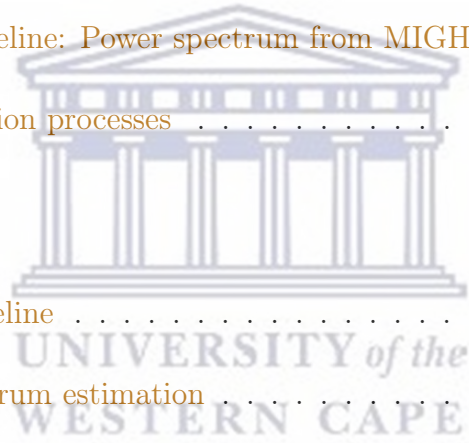 eline: Power spectrum from MIGH
ion processes . . . . . . . . . . .
eline . . . . . . . . . . . . . . . .
UNIVERSITY of the
rum estimation . . . . . . . . . .
WESTERN CAPE